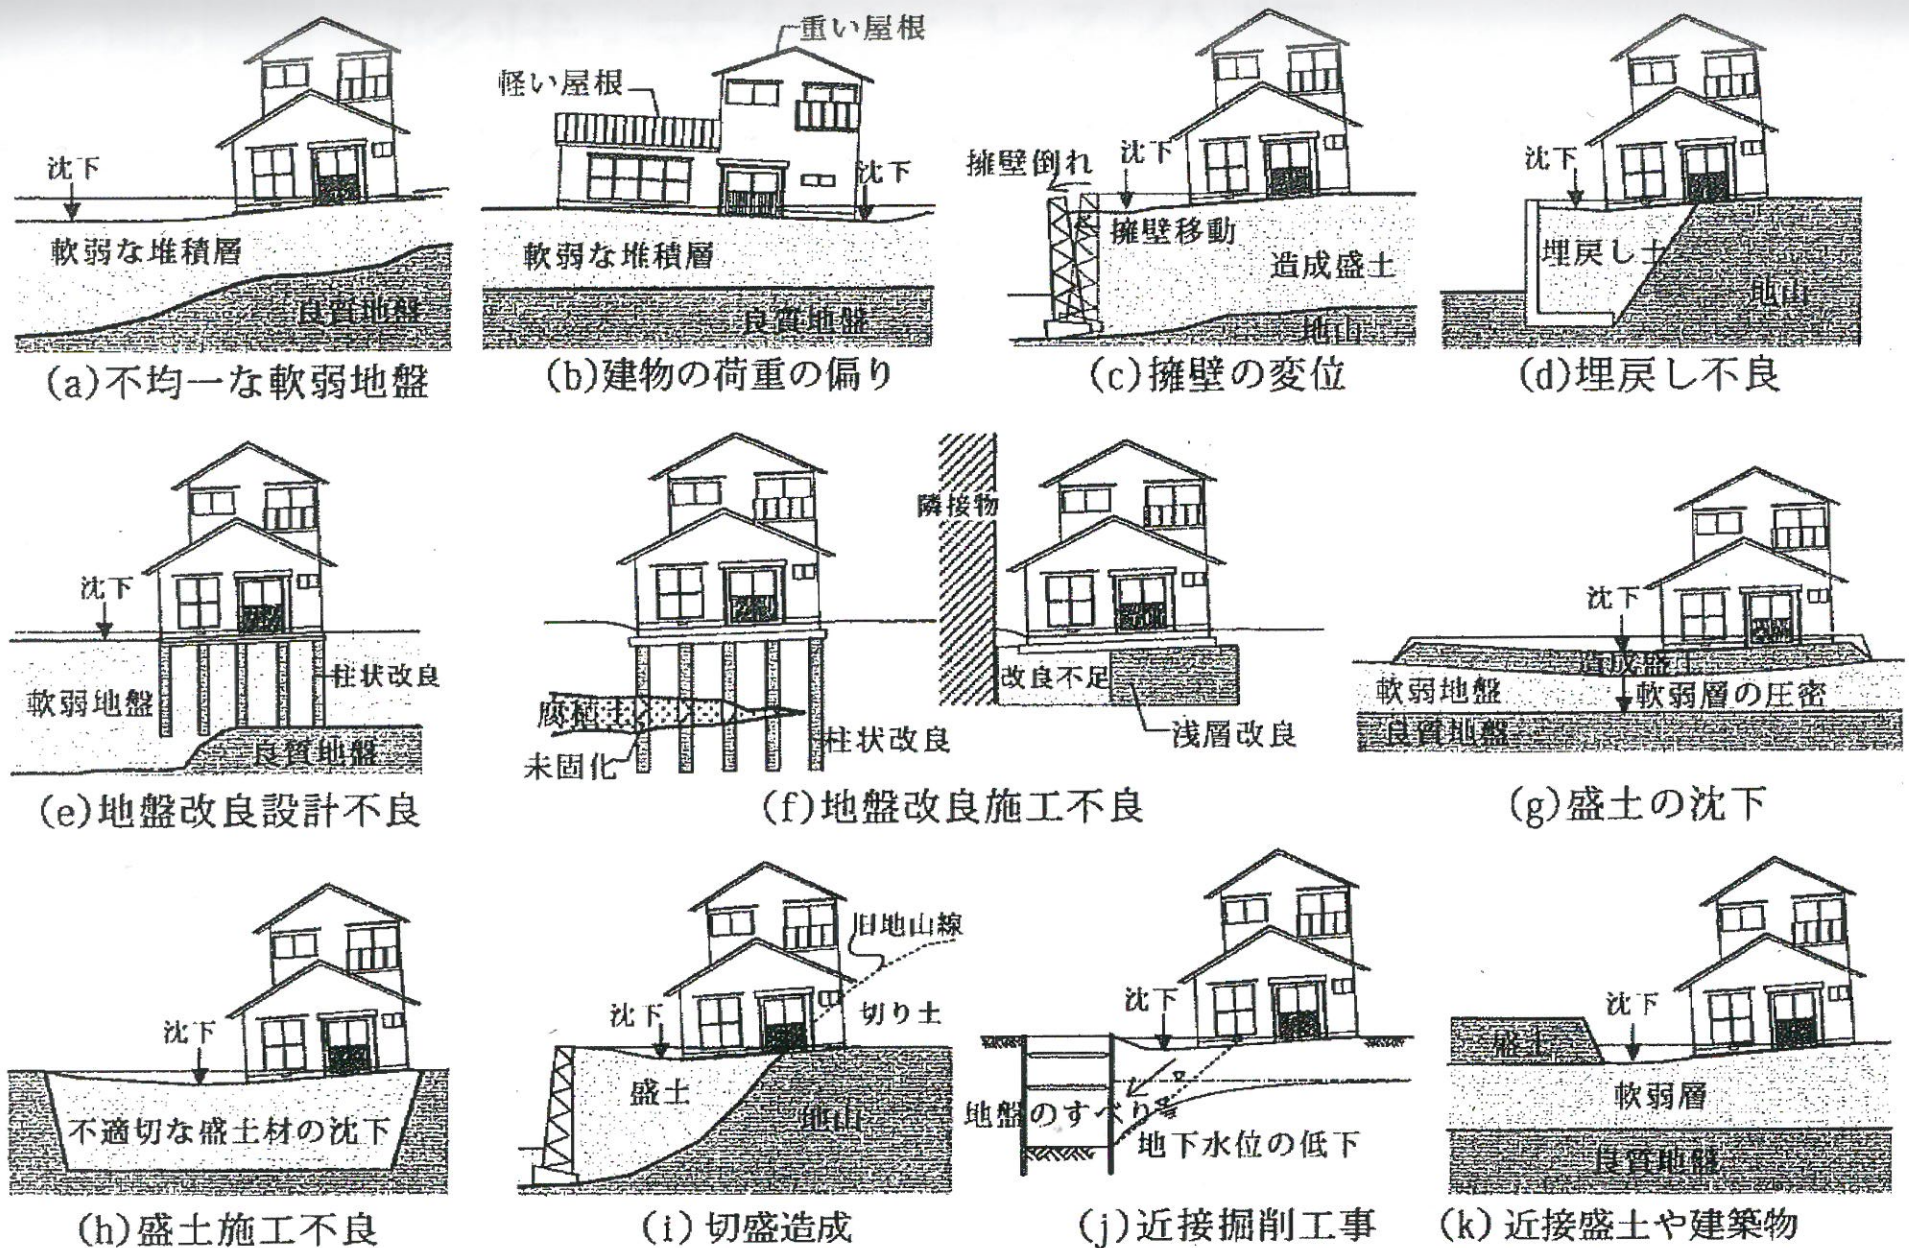 沈下
軟弱な堆積層
良質地盤
(a)不均一な軟弱地盤
重い屋根
軽い屋根
沈下
軟弱な堆積層
良質地盤
(b)建物の荷重の偏り
擁壁倒れ
沈下
擁壁移動
造成盛土
地山
(c)擁壁の変位
沈下
埋戻し土
地山
(d)埋戻し不良
沈下
軟弱地盤
柱状改良
良質地盤
(e)地盤改良設計不良
腐植土
未固化
柱状改良
隣接物
改良不足
浅層改良
(f)地盤改良施工不良
沈下
造成盛土
軟弱地盤
軟弱層の圧密
良質地盤
(g)盛土の沈下
沈下
不適切な盛土材の沈下
(h)盛土施工不良
旧地山線
沈下
切り土
盛土
地山
(i)切盛造成
沈下
地盤のすべり
地下水位の低下
(j)近接掘削工事
沈下
盛土
軟弱層
良質地盤
(k)近接盛土や建築物